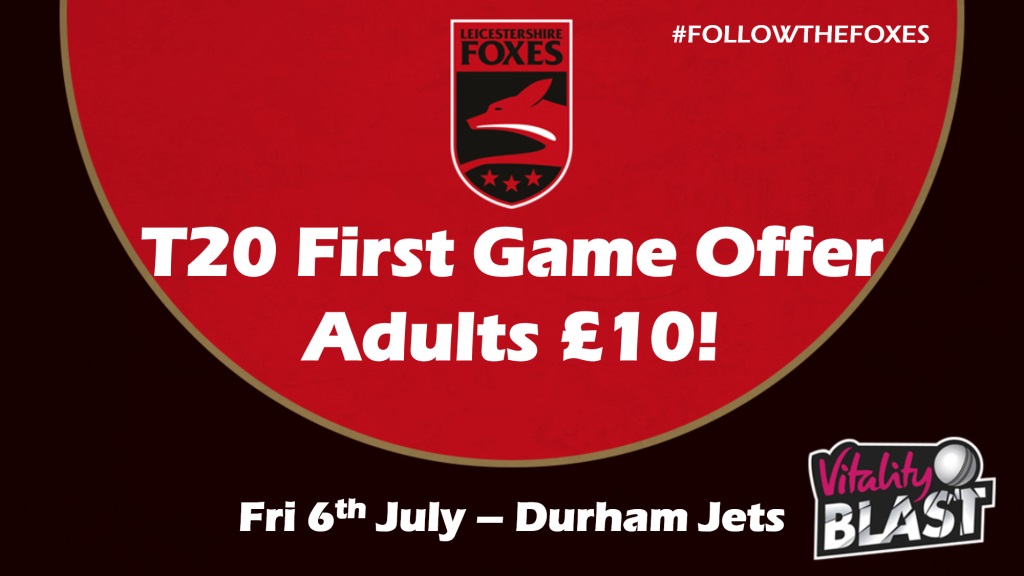 #FOLLOWTHEFOXES
LEICESTERSHIRE
FOXES
T20 First Game Offer
Adults £10!
Fri 6th July – Durham Jets
Vitality
BLAST